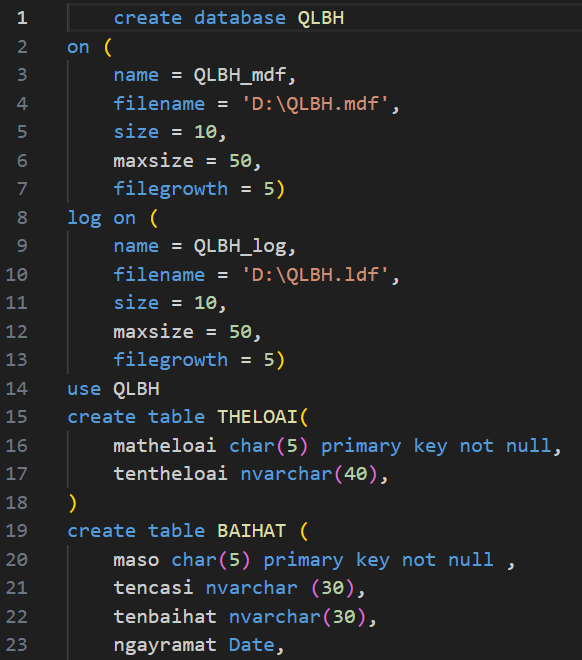 1 create database QLBH
2 on (
3 name = QLBH_mdf,
4 filename = 'D:\QLBH.mdf',
5 size = 10,
6 maxsize = 50,
7 filegrowth = 5)
8 log on (
9 name = QLBH_log,
10 filename = 'D:\QLBH.ldf',
11 size = 10,
12 maxsize = 50,
13 filegrowth = 5)
14 use QLBH
15 create table THELOAI(
16 matheloai char(5) primary key not null,
17 tentheloai nvarchar(40),
18 )
19 create table BAIHAT (
20 maso char(5) primary key not null ,
21 tencasi nvarchar (30),
22 tenbaihat nvarchar(30),
23 ngayramat Date,